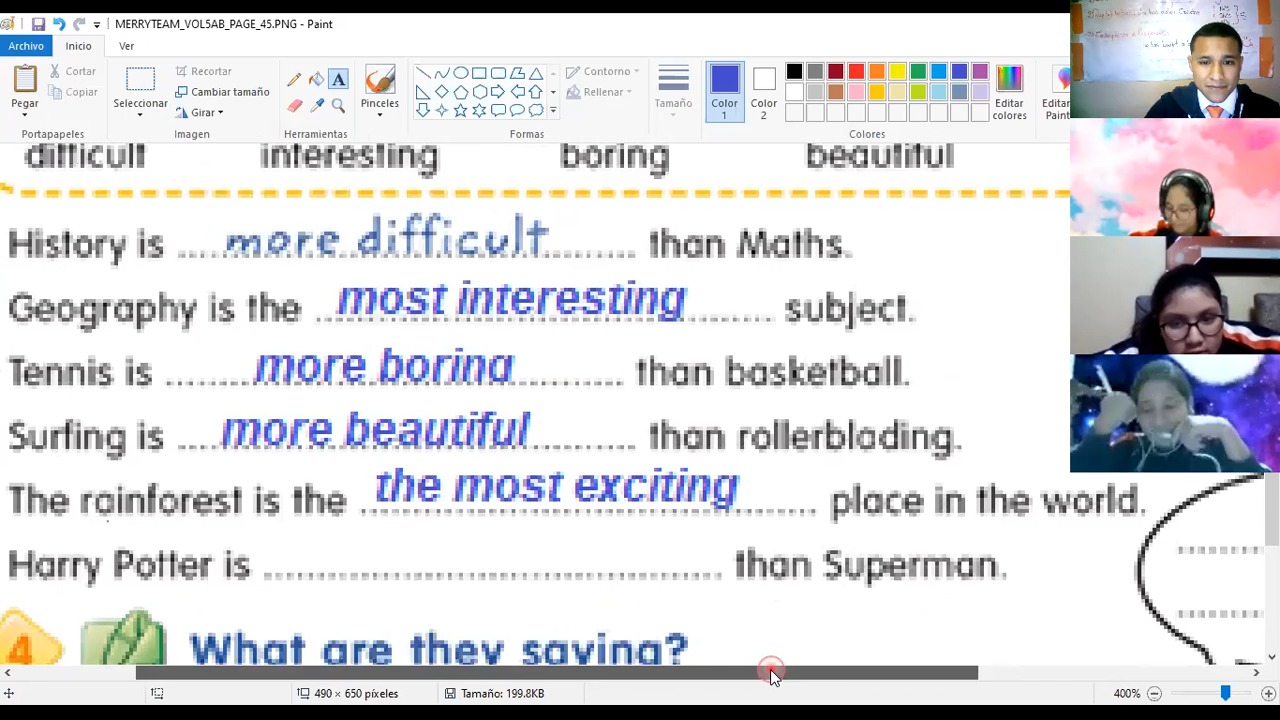 MERRYTEAM_VOL5AB_PAGE_45.PNG - Paint
Archivo Inicio Ver
Pegar
Cortar
Copiar
Portapapeles
Seleccionar
Recortar
Cambiar tamaño
Girar
Imagen
A
Herramientas
Pinceles
Contorno
Rellenar
Formas
Tamaño
Color 1
Color 2
Editar colores
Editar Paint
Colores
difficult interesting boring beautiful
History is more difficult than Maths.
Geography is the most interesting subject.
Tennis is more boring than basketball.
Surfing is more beautiful than rollerblading.
The rainforest is the the most exciting place in the world.
Harry Potter is than Superman.
4 What are they saying?
490 × 650 píxeles Tamaño: 199.8KB 400%